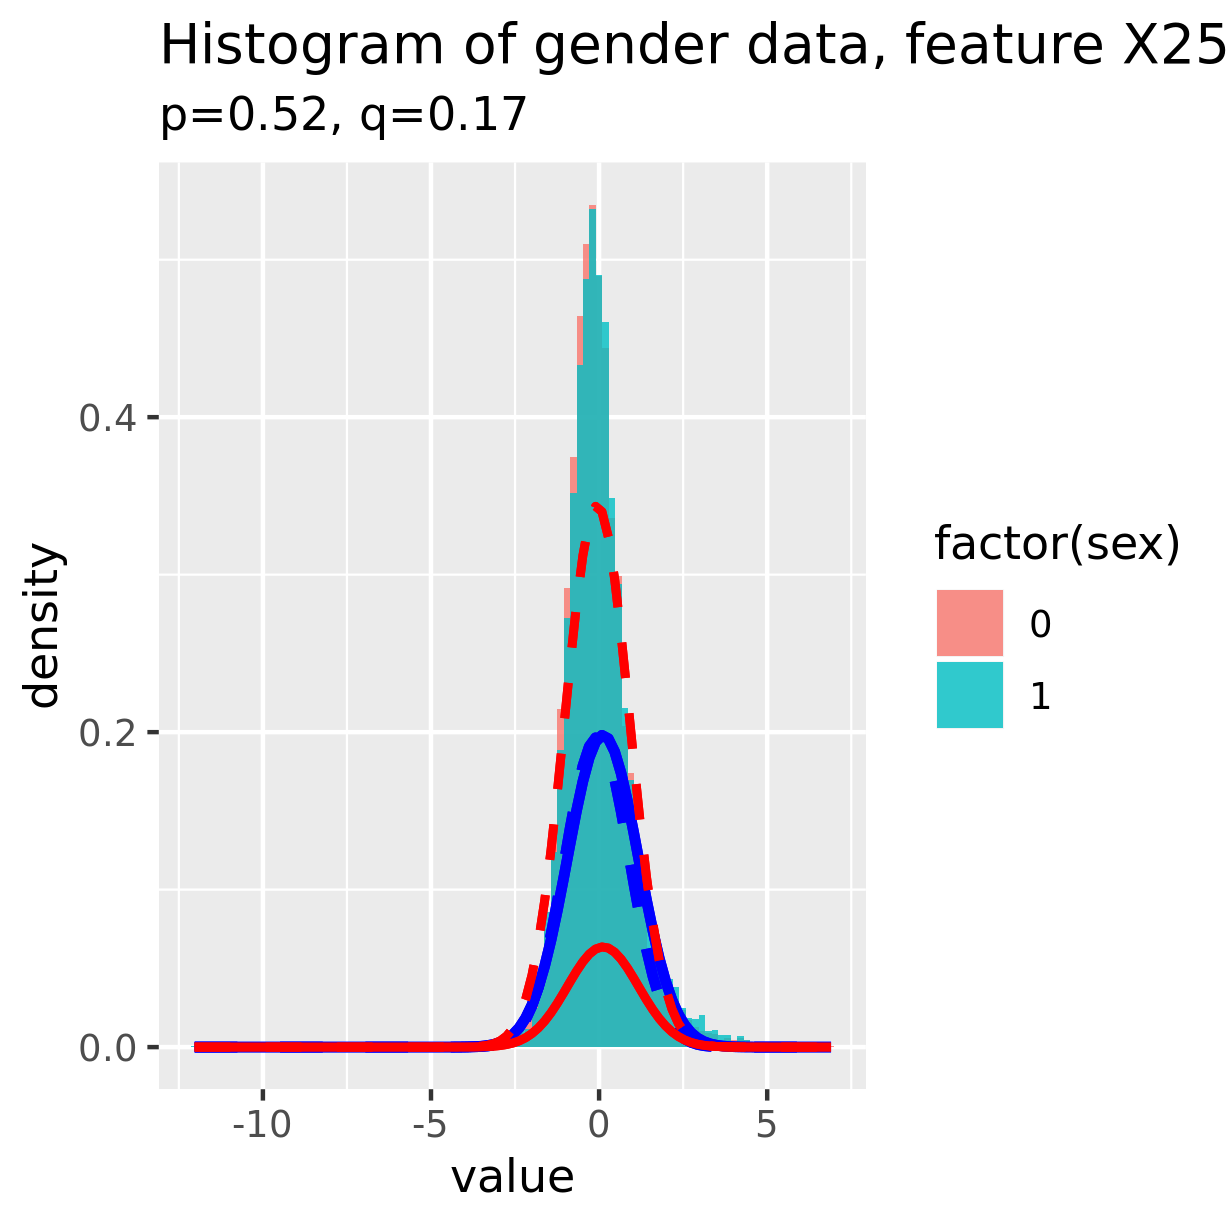 Histogram of gender data, feature X25
p=0.52, q=0.17
density
0.4
0.2
0.0
-10 -5 0 5
value
factor(sex)
0
1